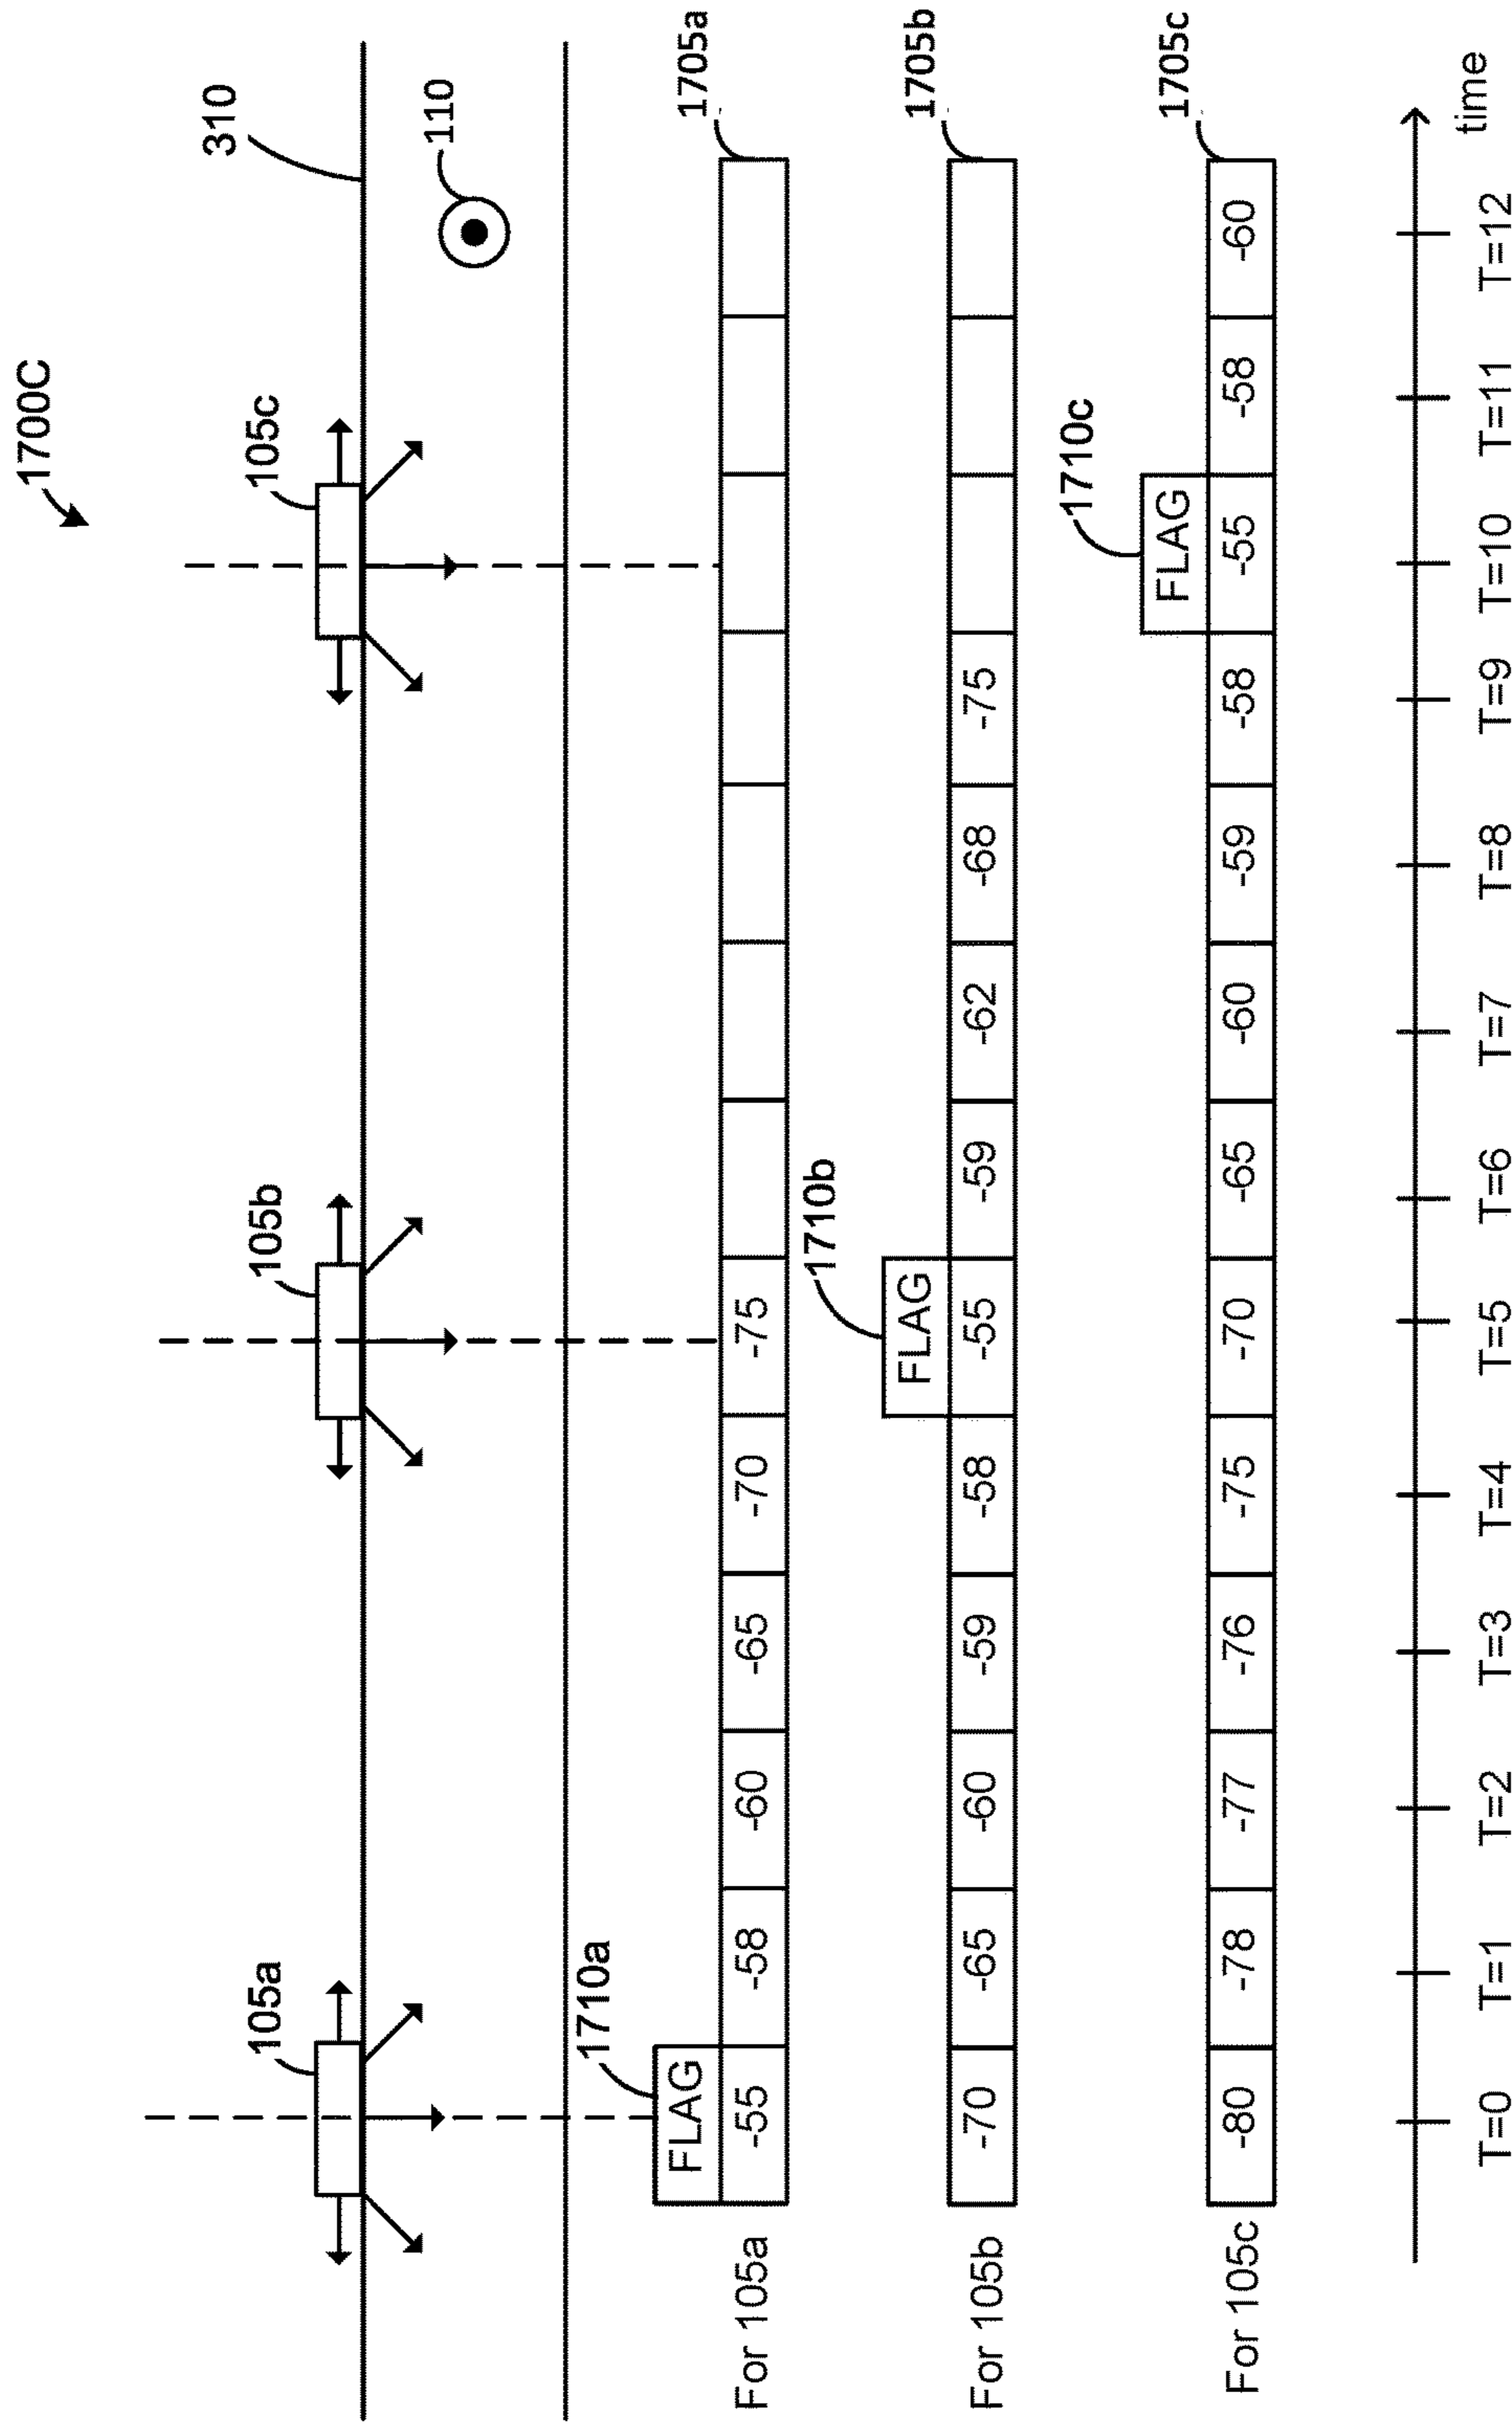 1700C
105a
105b
105c
310
110
1710a
FLAG
1705a
For 105a
-55 -58 -60 -65 -70 -75
1710b
FLAG
1705b
For 105b
-70 -65 -60 -59 -58 -55 -59 -62 -68 -75
1710c
FLAG
1705c
For 105c
-80 -78 -77 -76 -75 -70 -65 -60 -59 -58 -55 -58 -60
time
T=0 T=1 T=2 T=3 T=4 T=5 T=6 T=7 T=8 T=9 T=10 T=11 T=12